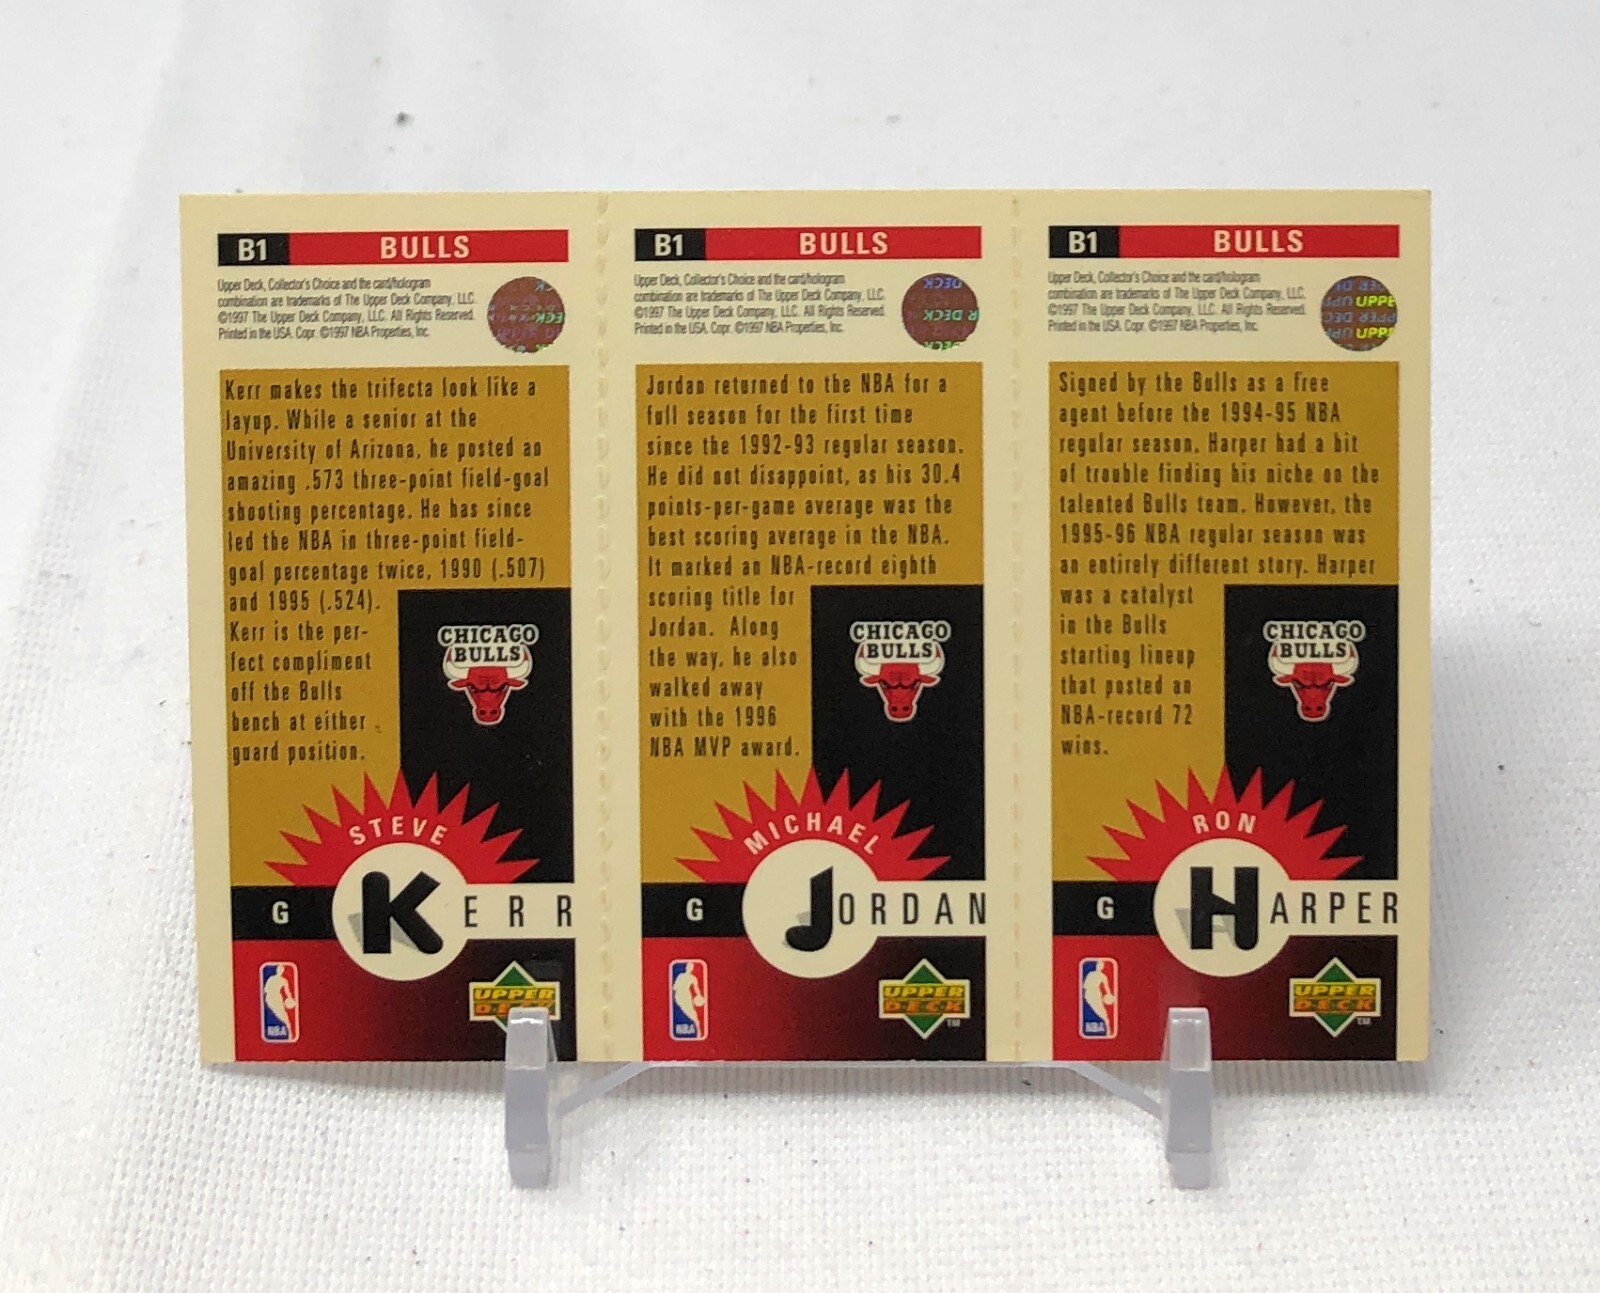 B1 BULLS
Upper Deck, Collector's Choice and the card/hologram
combination are trademarks of The Upper Deck Company, LLC.
©1997 The Upper Deck Company, LLC. All Rights Reserved.
Printed in the USA. Copr. ©1997 NBA Properties, Inc.
Kerr makes the trifecta look like a
layup. While a senior at the
University of Arizona, he posted an
amazing .573 three-point field-goal
shooting percentage. He has since
led the NBA in three-point field-
goal percentage twice, 1990 (.507)
and 1995 (.524).
Kerr is the per-
fect compliment
off the Bulls
bench at either
guard position.
CHICAGO
BULLS
STEVE
G KERR
NBA
UPPER
DECK
B1 BULLS
Upper Deck, Collector's Choice and the card/hologram
combination are trademarks of The Upper Deck Company, LLC.
©1997 The Upper Deck Company, LLC. All Rights Reserved.
Printed in the USA. Copr. ©1997 NBA Properties, Inc.
Jordan returned to the NBA for a
full season for the first time
since the 1992-93 regular season.
He did not disappoint, as his 30.4
points-per-game average was the
best scoring average in the NBA.
It marked an NBA-record eighth
scoring title for
Jordan. Along
the way, he also
walked away
with the 1996
NBA MVP award.
CHICAGO
BULLS
MICHAEL
G JORDAN
NBA
UPPER
DECK
TM
B1 BULLS
Upper Deck, Collector's Choice and the card/hologram
combination are trademarks of The Upper Deck Company, LLC.
©1997 The Upper Deck Company, LLC. All Rights Reserved.
Printed in the USA. Copr. ©1997 NBA Properties, Inc.
Signed by the Bulls as a free
agent before the 1994-95 NBA
regular season, Harper had a bit
of trouble finding his niche on the
talented Bulls team. However, the
1995-96 NBA regular season was
an entirely different story. Harper
was a catalyst
in the Bulls
starting lineup
that posted an
NBA-record 72
wins.
CHICAGO
BULLS
RON
G HARPER
NBA
UPPER
DECK
TM